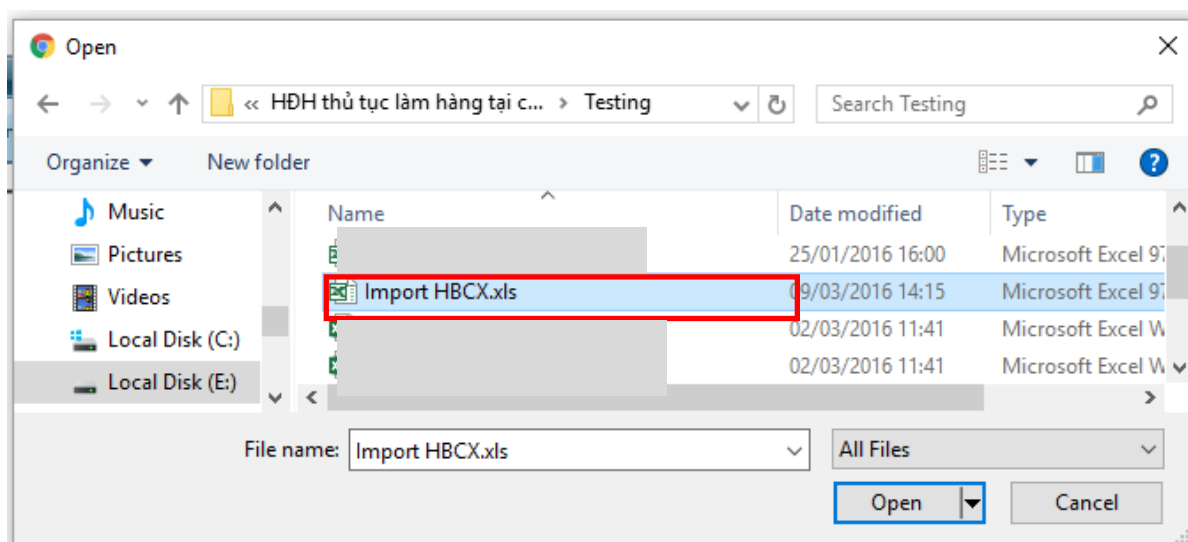 Open
« HĐH thủ tục làm hàng tại c... > Testing
Search Testing
Organize
New folder
?
Name
Date modified
Type
Music
Pictures
25/01/2016 16:00
Microsoft Excel 97
Videos
Import HBCX.xls
09/03/2016 14:15
Microsoft Excel 97
Local Disk (C:)
02/03/2016 11:41
Microsoft Excel W
Local Disk (E:)
02/03/2016 11:41
Microsoft Excel W
File name:
Import HBCX.xls
All Files
Open
Cancel